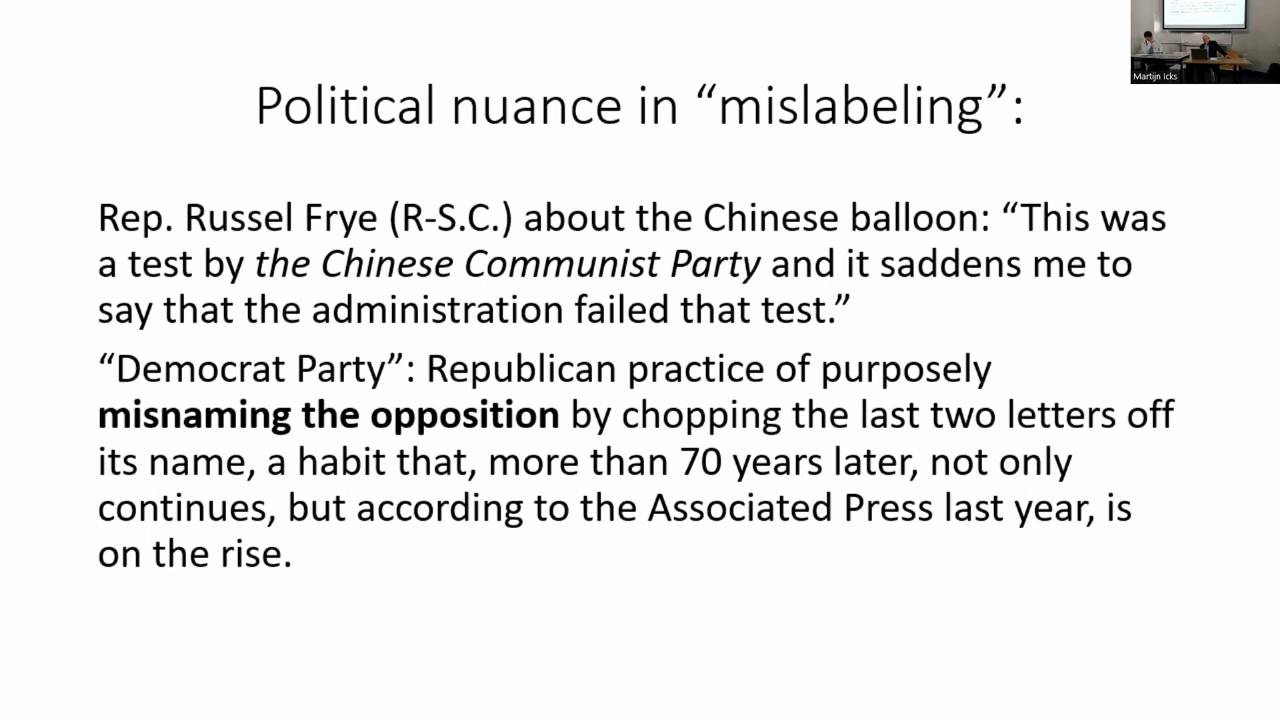 Martijn Icks
Political nuance in “mislabeling”:
Rep. Russel Frye (R-S.C.) about the Chinese balloon: “This was
a test by the Chinese Communist Party and it saddens me to
say that the administration failed that test.”
“Democrat Party”: Republican practice of purposely
misnaming the opposition by chopping the last two letters off
its name, a habit that, more than 70 years later, not only
continues, but according to the Associated Press last year, is
on the rise.